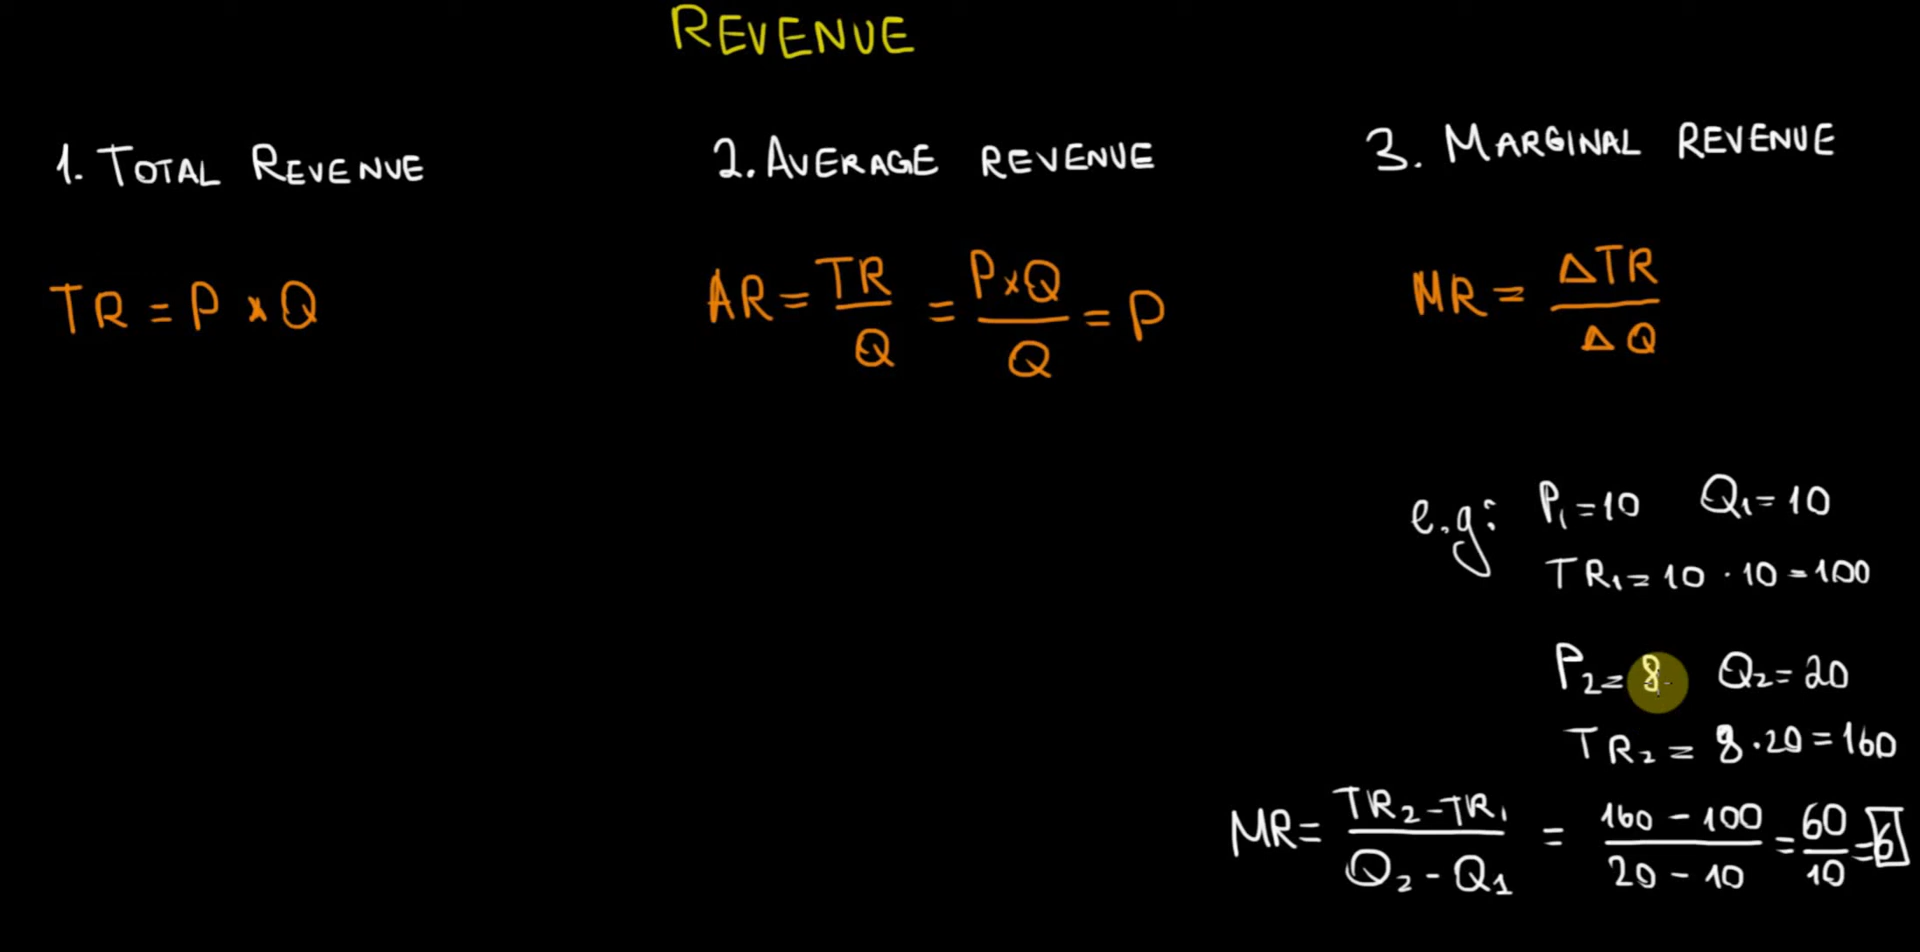 REVENUE
1. TOTAL REVENUE
TR = P × Q
2. AVERAGE REVENUE
AR = TR/Q = P×Q/Q = P
3. MARGINAL REVENUE
MR = ΔTR/ΔQ
e.g: P₁=10 Q₁=10
TR₁= 10 · 10 = 100
P₂= 8 Q₂= 20
TR₂ = 8 · 20 = 160
MR= TR₂-TR₁/Q₂-Q₁ = 160 - 100/20 - 10 = 60/10 = 6